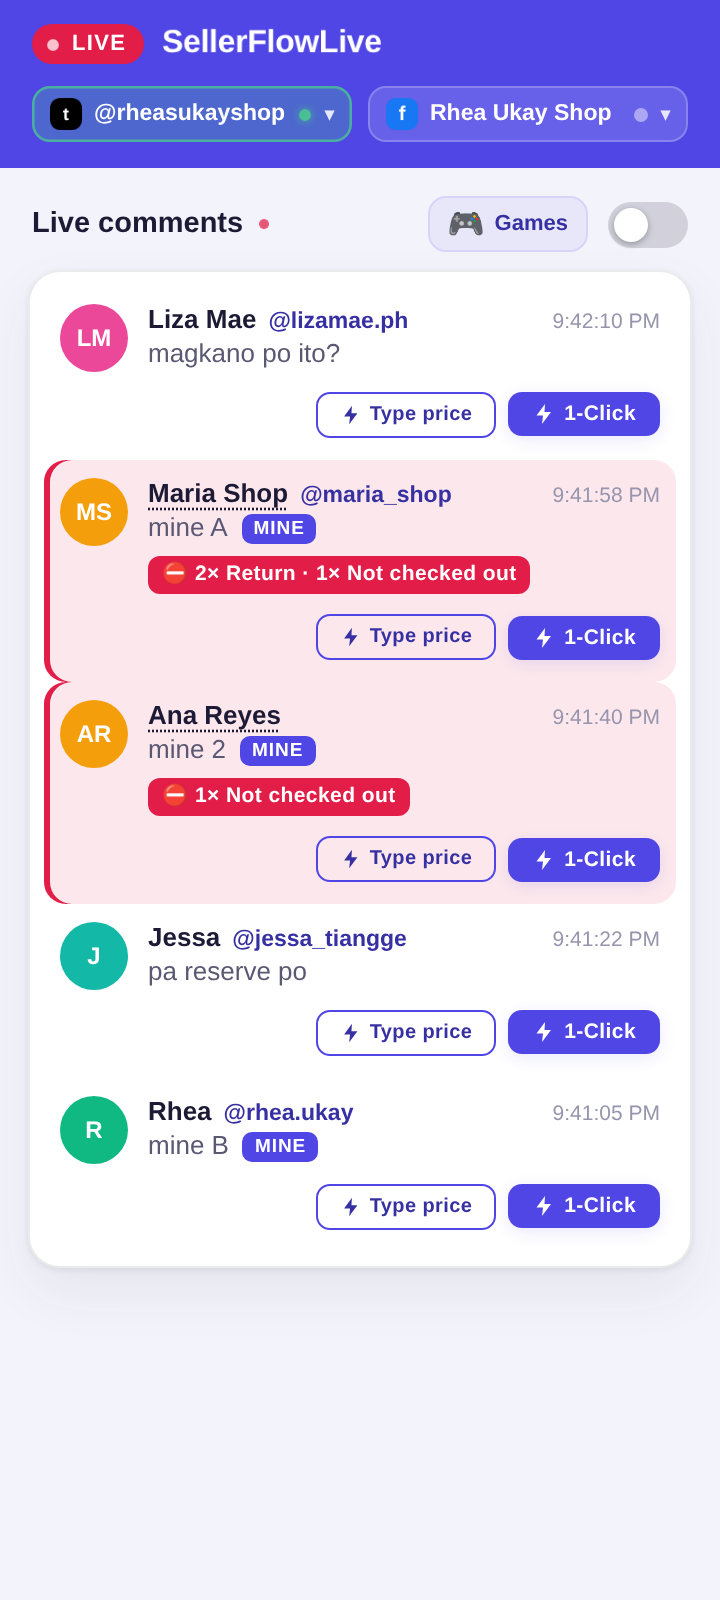 LIVE SellerFlowLive
t @rheasukayshop ▾ f Rhea Ukay Shop ▾
Live comments 🎮 Games
LM Liza Mae @lizamae.ph 9:42:10 PM
magkano po ito?
Type price 1-Click
MS Maria Shop @maria_shop 9:41:58 PM
mine A MINE
⛔ 2× Return · 1× Not checked out
Type price 1-Click
AR Ana Reyes 9:41:40 PM
mine 2 MINE
⛔ 1× Not checked out
Type price 1-Click
J Jessa @jessa_tiangge 9:41:22 PM
pa reserve po
Type price 1-Click
R Rhea @rhea.ukay 9:41:05 PM
mine B MINE
Type price 1-Click